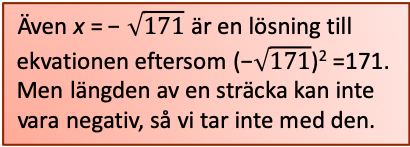 Även x = − √171 är en lösning till
ekvationen eftersom (−√171)² =171.
Men längden av en sträcka kan inte
vara negativ, så vi tar inte med den.